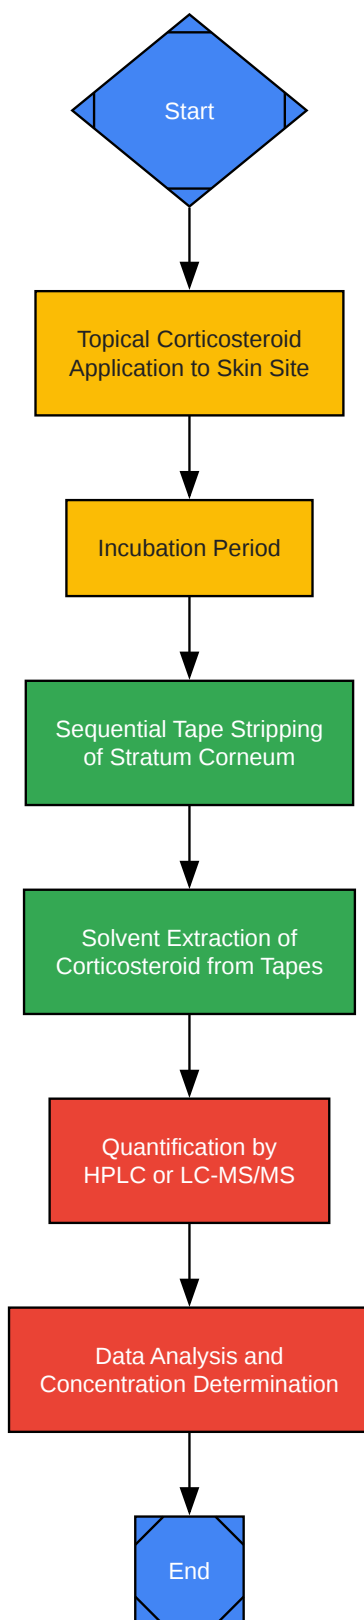 Start
Topical Corticosteroid
Application to Skin Site
Incubation Period
Sequential Tape Stripping
of Stratum Corneum
Solvent Extraction of
Corticosteroid from Tapes
Quantification by
HPLC or LC-MS/MS
Data Analysis and
Concentration Determination
End